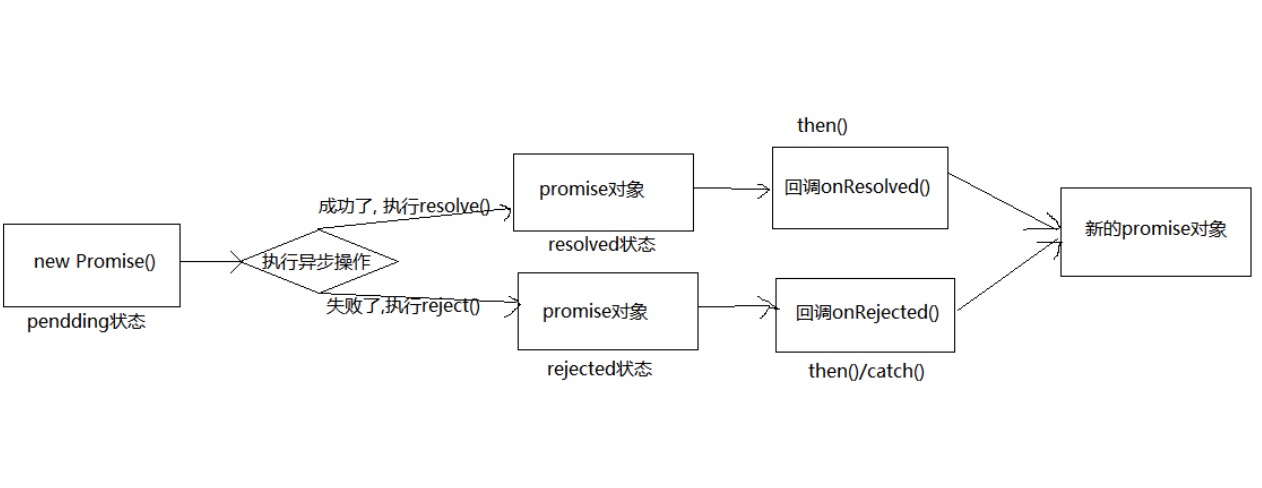 new Promise()
pendding状态
执行异步操作
成功了, 执行resolve()
失败了,执行reject()
promise对象
resolved状态
promise对象
rejected状态
then()
回调onResolved()
回调onRejected()
then()/catch()
新的promise对象